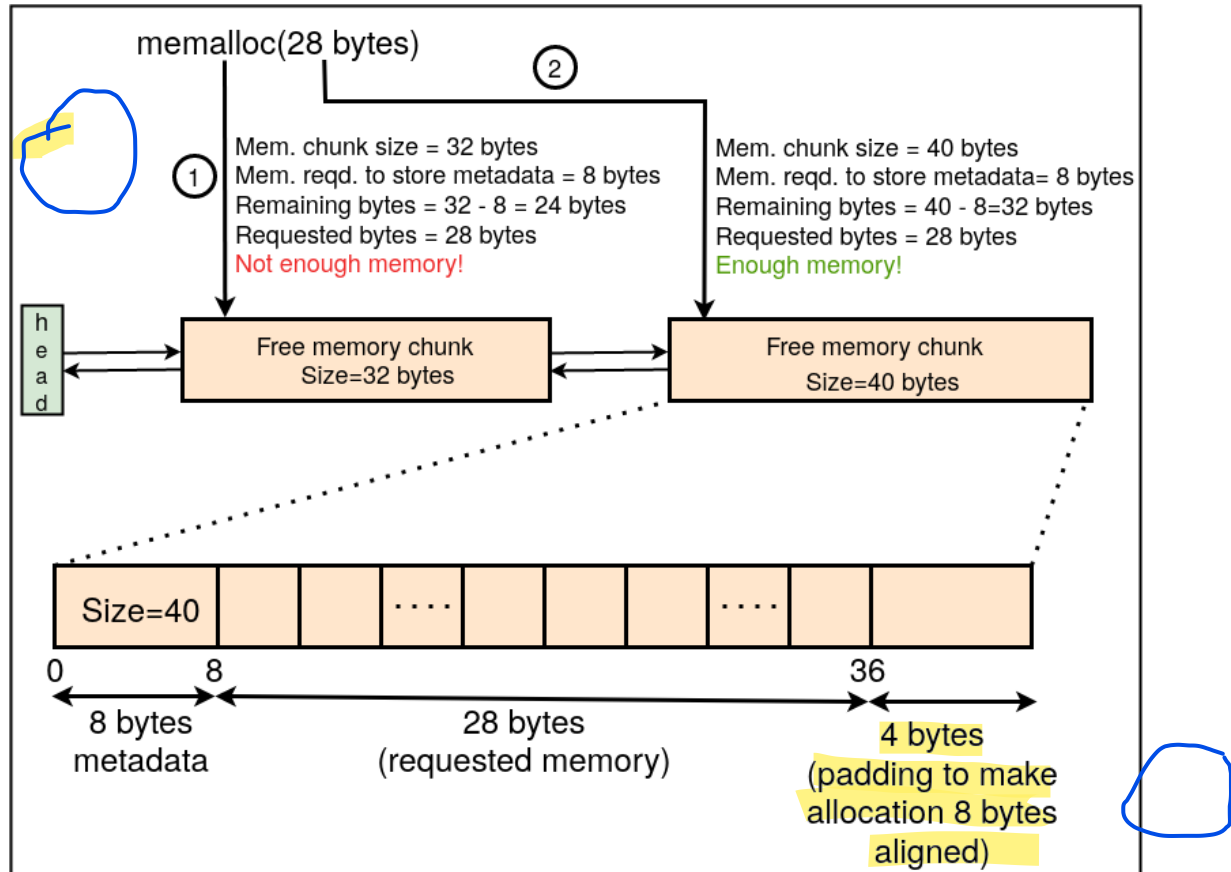 memalloc(28 bytes)
2
1
Mem. chunk size = 32 bytes
Mem. reqd. to store metadata = 8 bytes
Remaining bytes = 32 - 8 = 24 bytes
Requested bytes = 28 bytes
Not enough memory!
Mem. chunk size = 40 bytes
Mem. reqd. to store metadata= 8 bytes
Remaining bytes = 40 - 8=32 bytes
Requested bytes = 28 bytes
Enough memory!
h
e
a
d
Free memory chunk
Size=32 bytes
Free memory chunk
Size=40 bytes
Size=40
....
....
0
8
36
8 bytes
metadata
28 bytes
(requested memory)
4 bytes
(padding to make
allocation 8 bytes
aligned)